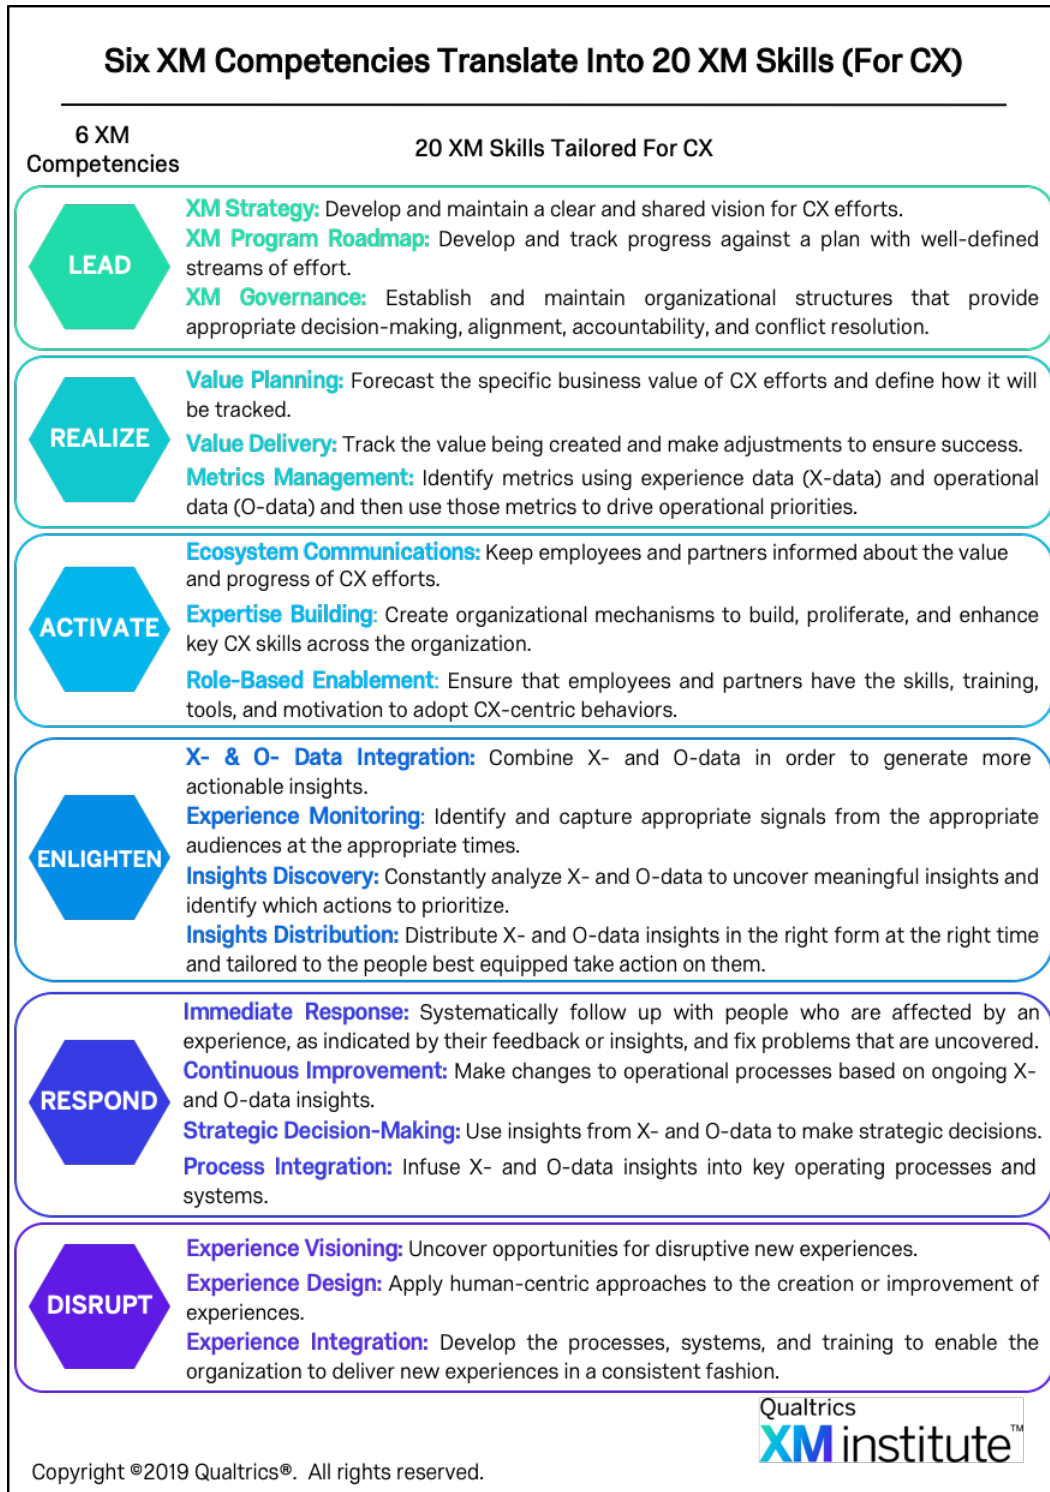 Six XM Competencies Translate Into 20 XM Skills (For CX)
6 XM
Competencies
20 XM Skills Tailored For CX
LEAD
XM Strategy: Develop and maintain a clear and shared vision for CX efforts.
XM Program Roadmap: Develop and track progress against a plan with well-defined
streams of effort.
XM Governance: Establish and maintain organizational structures that provide
appropriate decision-making, alignment, accountability, and conflict resolution.
REALIZE
Value Planning: Forecast the specific business value of CX efforts and define how it will
be tracked.
Value Delivery: Track the value being created and make adjustments to ensure success.
Metrics Management: Identify metrics using experience data (X-data) and operational
data (O-data) and then use those metrics to drive operational priorities.
ACTIVATE
Ecosystem Communications: Keep employees and partners informed about the value
and progress of CX efforts.
Expertise Building: Create organizational mechanisms to build, proliferate, and enhance
key CX skills across the organization.
Role-Based Enablement: Ensure that employees and partners have the skills, training,
tools, and motivation to adopt CX-centric behaviors.
ENLIGHTEN
X- & O- Data Integration: Combine X- and O-data in order to generate more
actionable insights.
Experience Monitoring: Identify and capture appropriate signals from the appropriate
audiences at the appropriate times.
Insights Discovery: Constantly analyze X- and O-data to uncover meaningful insights and
identify which actions to prioritize.
Insights Distribution: Distribute X- and O-data insights in the right form at the right time
and tailored to the people best equipped take action on them.
RESPOND
Immediate Response: Systematically follow up with people who are affected by an
experience, as indicated by their feedback or insights, and fix problems that are uncovered.
Continuous Improvement: Make changes to operational processes based on ongoing X-
and O-data insights.
Strategic Decision-Making: Use insights from X- and O-data to make strategic decisions.
Process Integration: Infuse X- and O-data insights into key operating processes and
systems.
DISRUPT
Experience Visioning: Uncover opportunities for disruptive new experiences.
Experience Design: Apply human-centric approaches to the creation or improvement of
experiences.
Experience Integration: Develop the processes, systems, and training to enable the
organization to deliver new experiences in a consistent fashion.
Qualtrics
XM institute™
Copyright ©2019 Qualtrics®. All rights reserved.